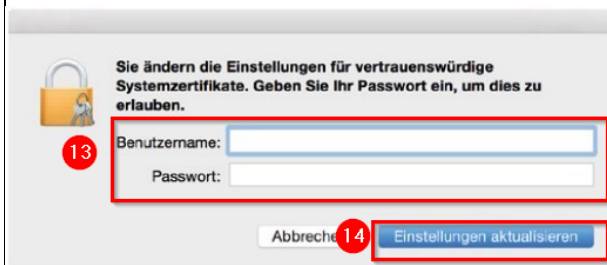 Sie ändern die Einstellungen für vertrauenswürdige
Systemzertifikate. Geben Sie Ihr Passwort ein, um dies zu
erlauben.
13
Benutzername:
Passwort:
Abbreche
14
Einstellungen aktualisieren